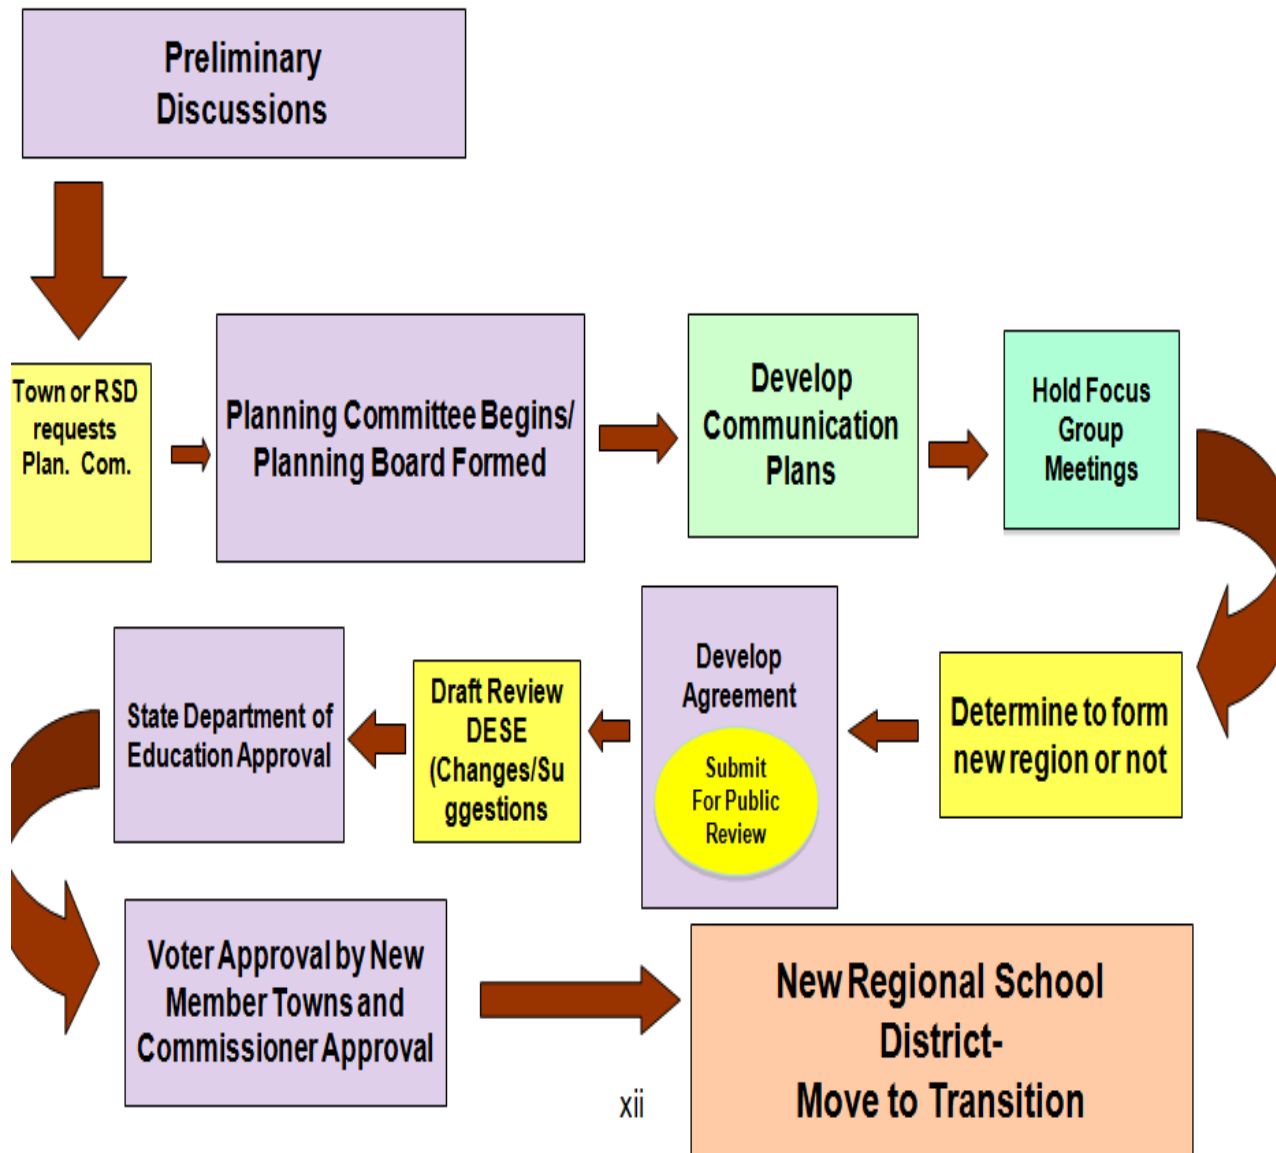 Preliminary
Discussions
Town or RSD
requests
Plan. Com.
Planning Committee Begins/
Planning Board Formed
Develop
Communication
Plans
Hold Focus
Group
Meetings
Determine to form
new region or not
Develop
Agreement
Submit
For Public
Review
Draft Review
DESE
(Changes/Su
ggestions
State Department of
Education Approval
Voter Approval by New
Member Towns and
Commissioner Approval
New Regional School
District-
Move to Transition
xii